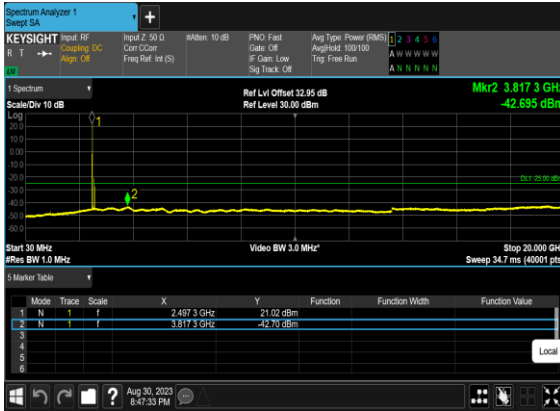 Spectrum Analyzer 1
Swept SA
+
KEYSIGHT
R T
Input: RF
Coupling: DC
Align: Off
Input Z: 50 Ω
Corr CCorr
Freq Ref: Int (S)
#Atten: 10 dB
PNO: Fast
Gate: Off
IF Gain: Low
Sig Track: Off
Avg Type: Power (RMS)
Avg|Hold: 100/100
Trig: Free Run
1 2 3 4 5 6
A W W W W W
A N N N N N
1 Spectrum
Scale/Div 10 dB
Ref Lvl Offset 32.95 dB
Ref Level 30.00 dBm
Mkr2 3.817 3 GHz
-42.695 dBm
Log
20.0
10.0
0.00
-10.0
-20.0
-30.0
-40.0
-50.0
-60.0
1
2
DL1 -25.00 dBm
Start 30 MHz
#Res BW 1.0 MHz
Video BW 3.0 MHz*
Stop 20.000 GHz
Sweep 34.7 ms (40001 pts)
5 Marker Table
Mode Trace Scale X Y Function Function Width Function Value
1 N 1 f 2.497 3 GHz 21.02 dBm
2 N 1 f 3.817 3 GHz -42.70 dBm
3
4
5
6
Local
?
Aug 30, 2023
8:47:33 PM